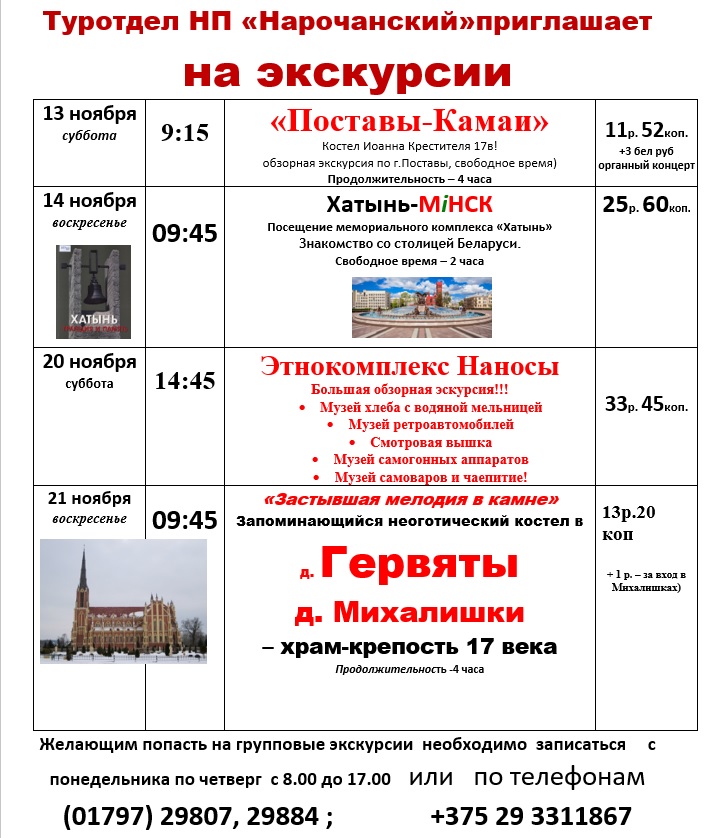 Туротдел НП «Нарочанский»приглашает
на экскурсии
13 ноября
суббота
9:15
«Поставы-Камаи»
Костел Иоанна Крестителя 17в!
обзорная экскурсия по г.Поставы, свободное время)
Продолжительность – 4 часа
11р. 52коп.
+3 бел руб
органный концерт
14 ноября
воскресенье
ХАТЫНЬ
09:45
Хатынь-МiНСК
Посещение мемориального комплекса «Хатынь»
Знакомство со столицей Беларуси.
Свободное время – 2 часа
25р. 60коп.
20 ноября
суббота
14:45
Этнокомплекс Наносы
Большая обзорная эскурсия!!!
• Музей хлеба с водяной мельницей
• Музей ретроавтомобилей
• Смотровая вышка
• Музей самогонных аппаратов
• Музей самоваров и чаепитие!
33р. 45коп.
21 ноября
воскресенье
09:45
«Застывшая мелодия в камне»
Запоминающийся неоготический костел в
д. Гервяты
д. Михалишки
– храм-крепость 17 века
Продолжительность -4 часа
13р.20
коп
+ 1 р. – за вход в
Михалишках)
Желающим попасть на групповые экскурсии необходимо записаться с
понедельника по четверг с 8.00 до 17.00 или по телефонам
(01797) 29807, 29884 ; +375 29 3311867